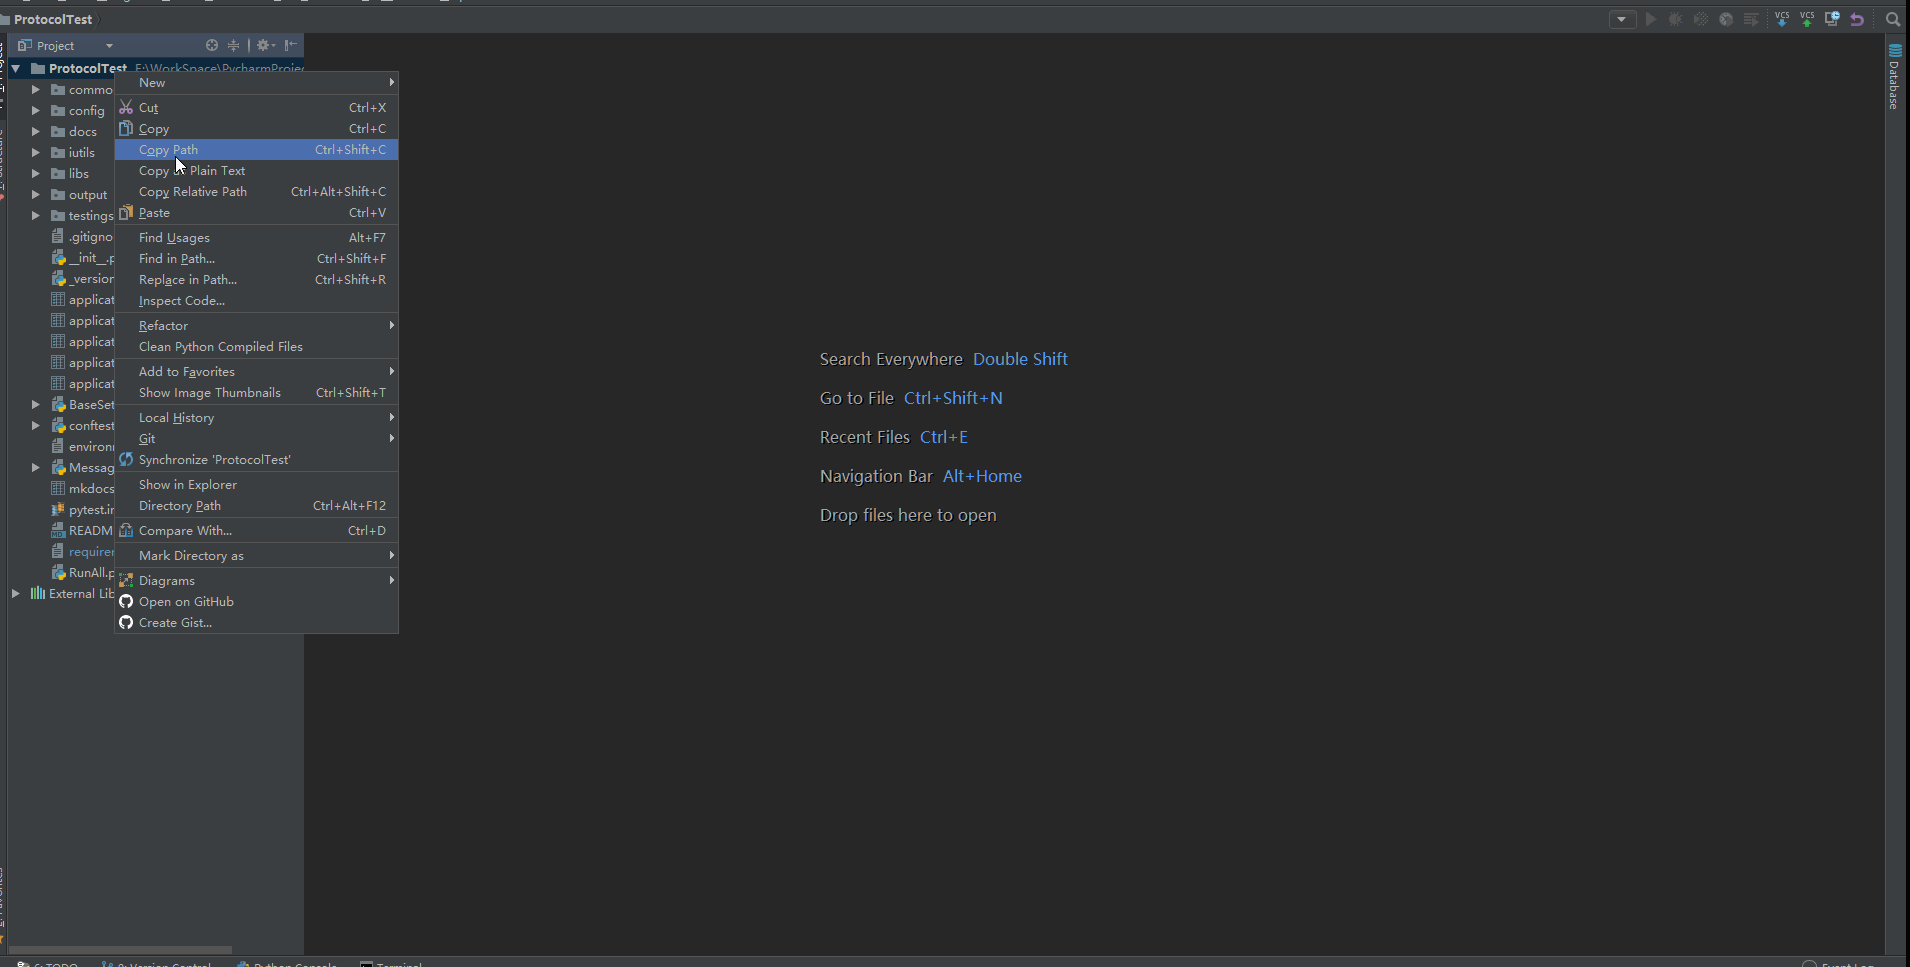 ProtocolTest
VCS
VCS
Project
ProtocolTest E:\WorkSpace\PycharmProje
commo
config
docs
iutils
libs
output
testings
.gitigno
__init__.p
_version
applicat
applicat
applicat
applicat
applicat
BaseSet
conftest
environ
Messag
mkdocs
pytest.in
READM
requirer
RunAll.p
External Lib
New
Cut Ctrl+X
Copy Ctrl+C
Copy Path Ctrl+Shift+C
Copy Plain Text
Copy Relative Path Ctrl+Alt+Shift+C
Paste Ctrl+V
Find Usages Alt+F7
Find in Path... Ctrl+Shift+F
Replace in Path... Ctrl+Shift+R
Inspect Code...
Refactor
Clean Python Compiled Files
Add to Favorites
Show Image Thumbnails Ctrl+Shift+T
Local History
Git
Synchronize 'ProtocolTest'
Show in Explorer
Directory Path Ctrl+Alt+F12
Compare With... Ctrl+D
Mark Directory as
Diagrams
Open on GitHub
Create Gist...
Search Everywhere Double Shift
Go to File Ctrl+Shift+N
Recent Files Ctrl+E
Navigation Bar Alt+Home
Drop files here to open
Database
6: TODO
9: Version Control
Python Console
Terminal
Event Log